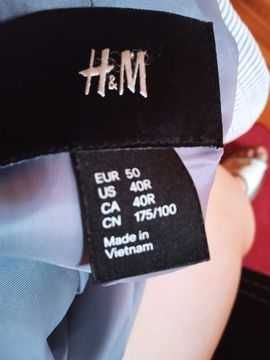 H&M
EUR 50
US 40R
CA 40R
CN 175/100
Made in
Vietnam